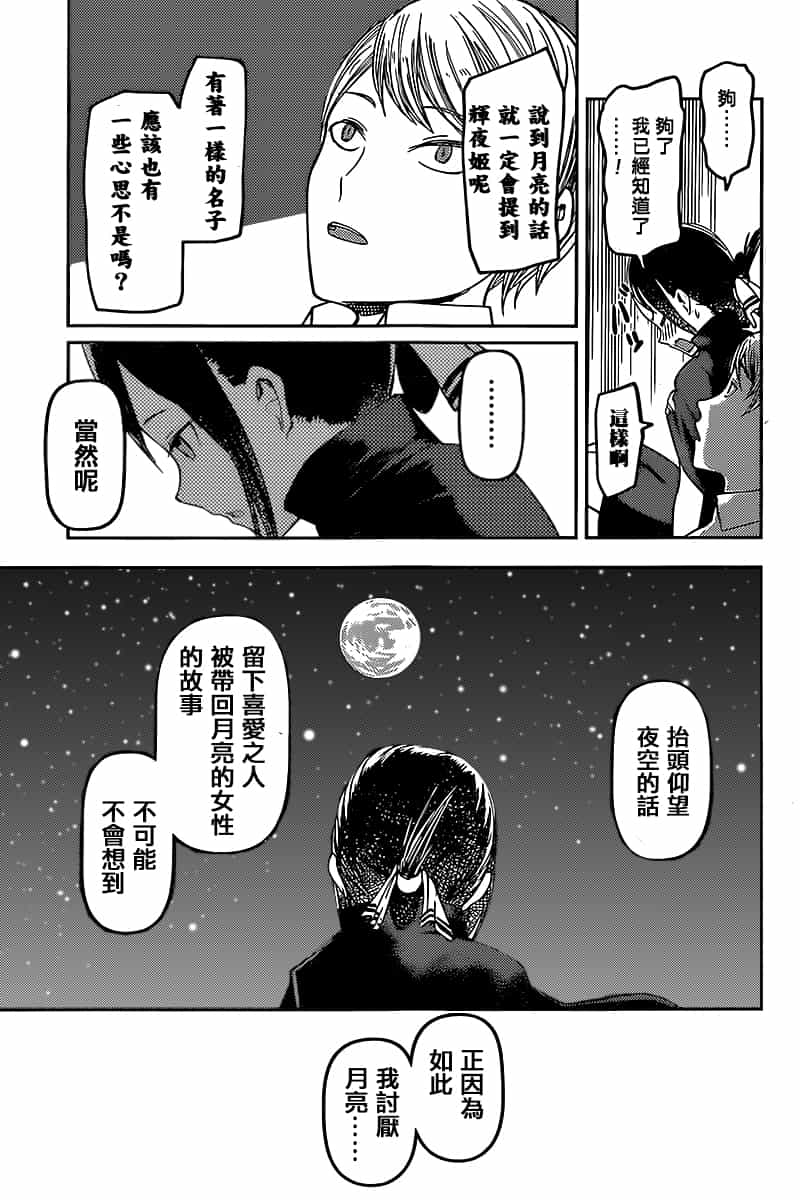 夠……
夠了
我已經知道了
……！
這樣啊
說到月亮的話
就一定會提到
輝夜姬呢
有著一樣的名子
應該也有
一些心思不是嗎？
………
當然呢
抬頭仰望
夜空的話
留下喜愛之人
被帶回月亮的女性
的故事
不可能
不會想到
正因為
如此
我討厭
月亮……